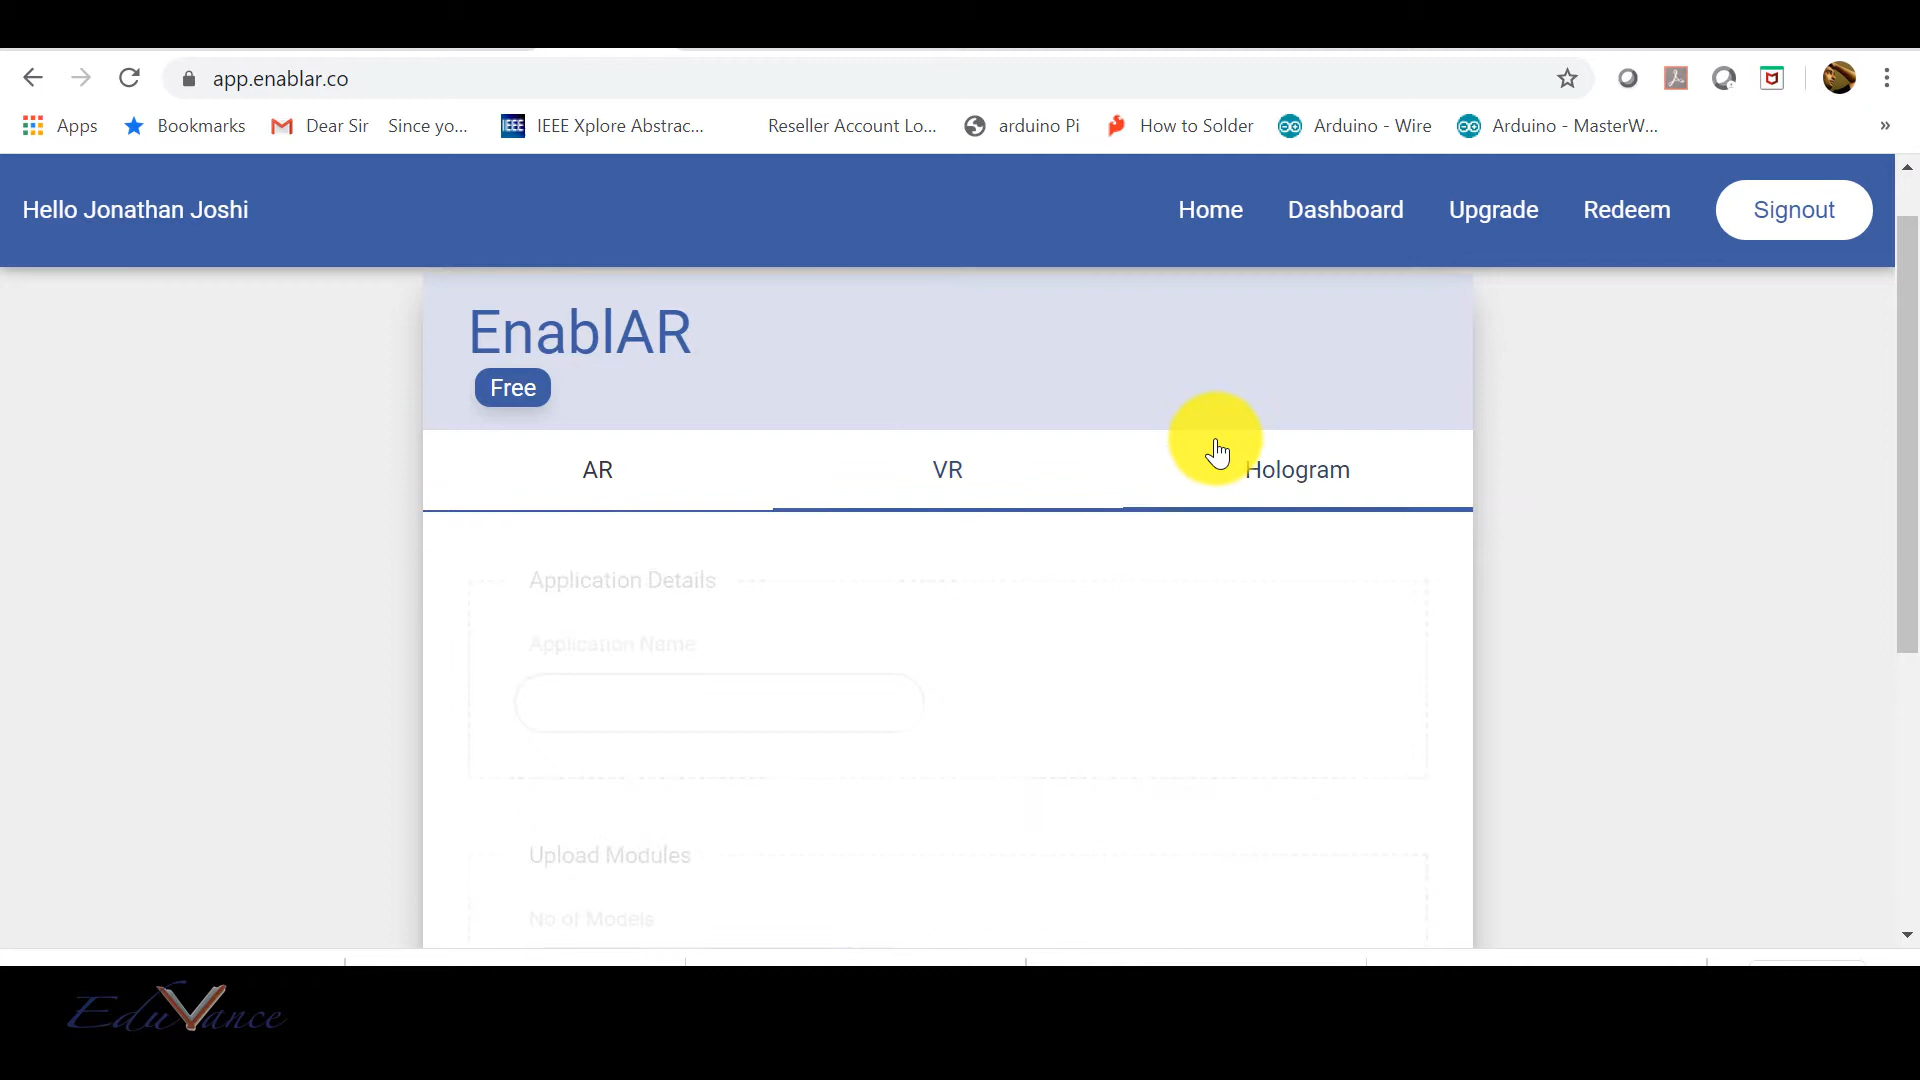 app.enablar.co
Apps Bookmarks Dear Sir Since yo... IEEE IEEE Xplore Abstrac... Reseller Account Lo... arduino Pi How to Solder Arduino - Wire Arduino - MasterW... »
Hello Jonathan Joshi Home Dashboard Upgrade Redeem Signout
EnablAR
Free
AR VR Hologram
Application Details
Application Name
Upload Modules
No of Models
EduVance